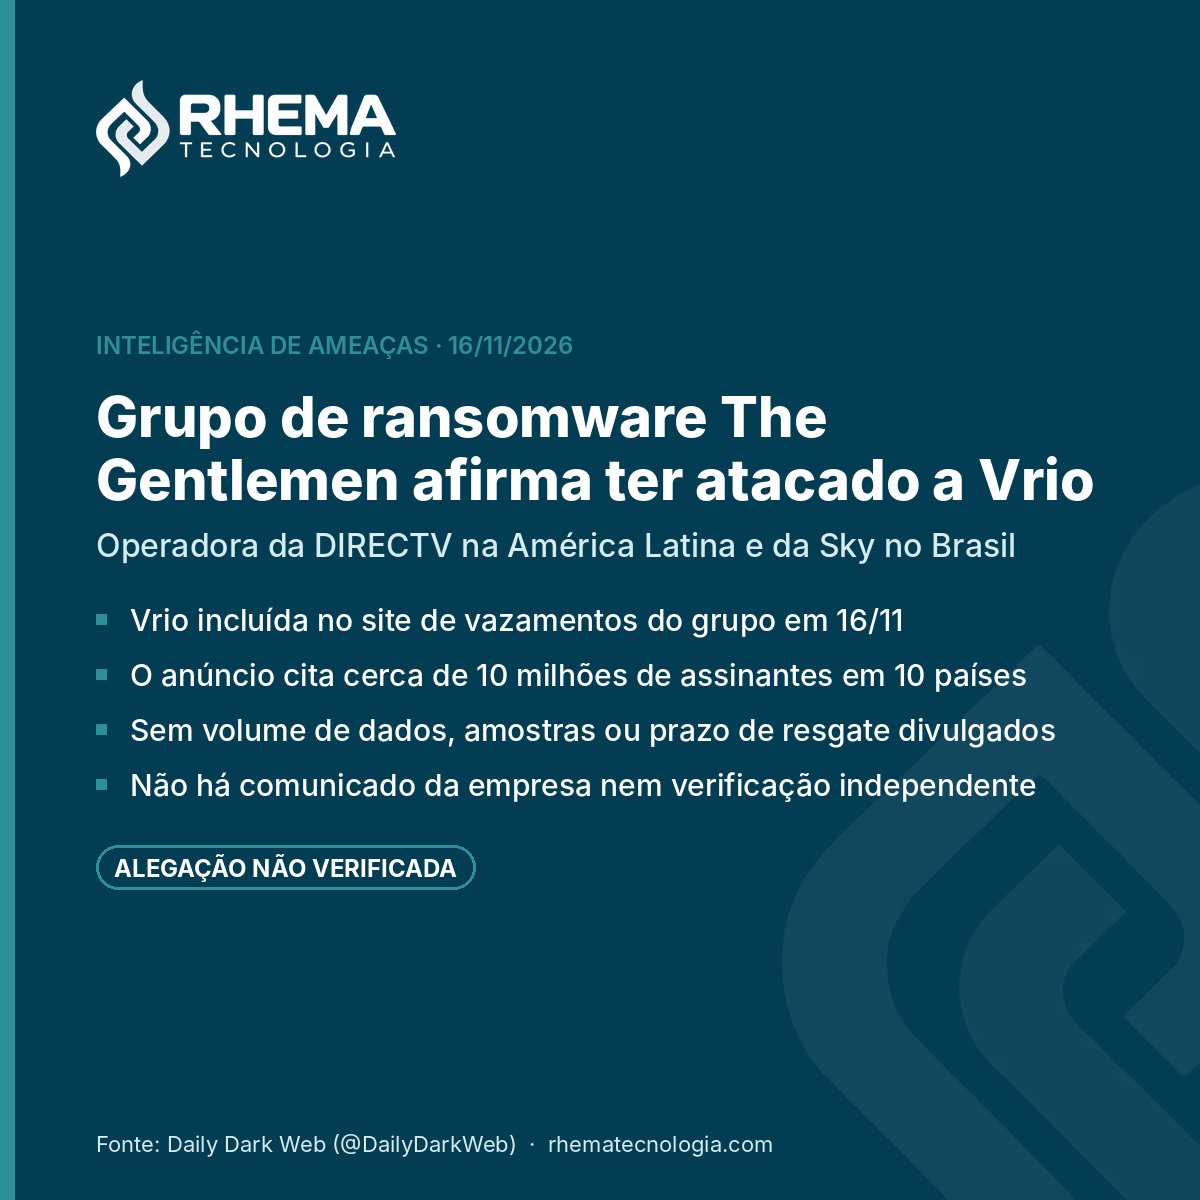 RHEMA
TECNOLOGIA
INTELIGÊNCIA DE AMEAÇAS · 16/11/2026
Grupo de ransomware The
Gentlemen afirma ter atacado a Vrio
Operadora da DIRECTV na América Latina e da Sky no Brasil
Vrio incluída no site de vazamentos do grupo em 16/11
O anúncio cita cerca de 10 milhões de assinantes em 10 países
Sem volume de dados, amostras ou prazo de resgate divulgados
Não há comunicado da empresa nem verificação independente
ALEGAÇÃO NÃO VERIFICADA
Fonte: Daily Dark Web (@DailyDarkWeb) · rhematecnologia.com